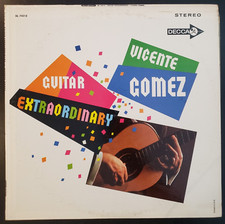 STEREO
DECCA
VICENTE
GOMEZ
GUITAR
EXTRAORDINARY